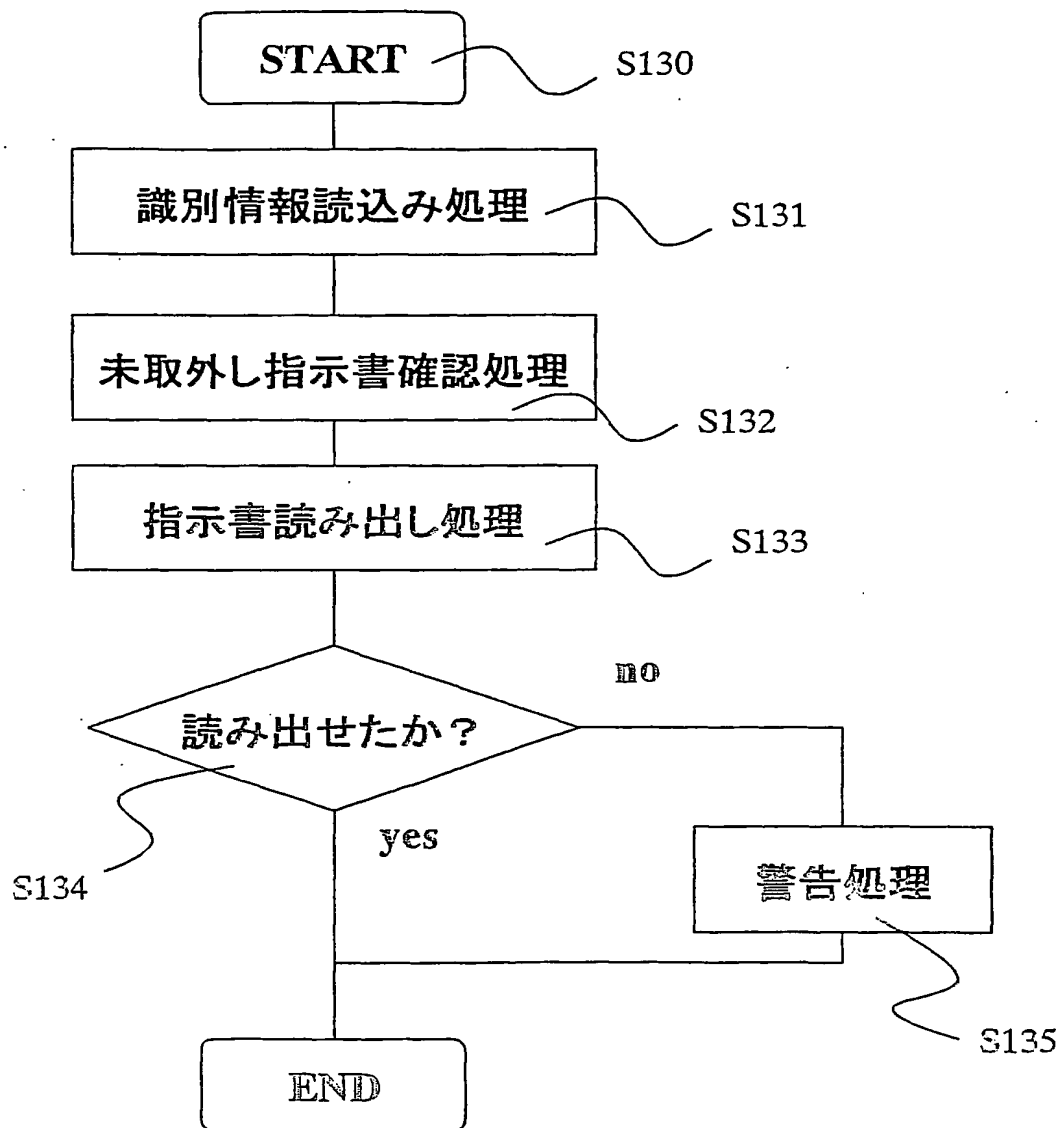 START
S130
識別情報読込み処理
S131
未取外し指示書確認処理
S132
指示書読み出し処理
S133
no
読み出せたか?
yes
S134
警告処理
S135
END